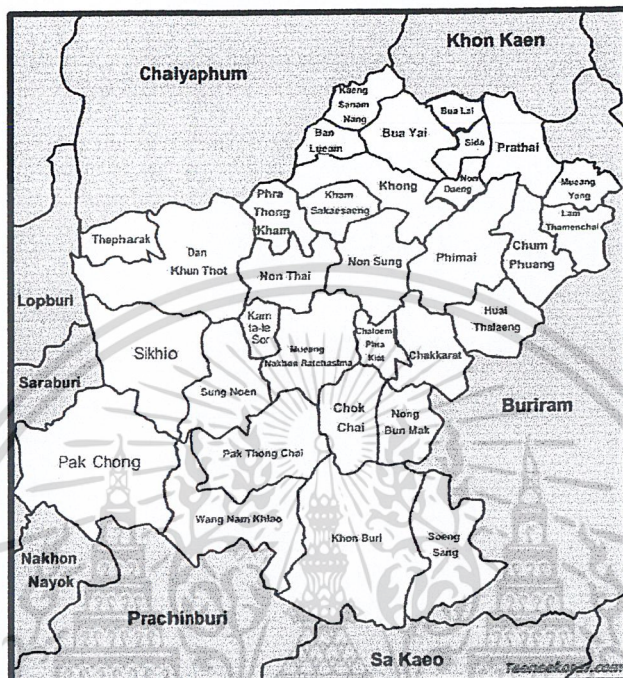 Khon Kaen
Chaiyaphum
Kaeng
Sanam
Nang
Bua Lai
Ban
Lueam
Bua Yai
Sida
Prathai
Non
Daeng
Mueang
Yang
Khong
Phra
Thong
Kham
Kham
Sakaesaeng
Lam
Thamenchai
Thepharak
Dan
Khun Thot
Non Thai
Non Sung
Phimai
Chum
Phuang
Lopburi
Kam
ta-le
Sor
Huai
Thalaeng
Sikhio
Mueang
Nakhon Ratchasima
Chaloem
Phra
Kiat
Chakkarat
Saraburi
Sung Noen
Chok
Chai
Nong
Bun Mak
Buriram
Pak Chong
Pak Thong Chai
Wang Nam Khiao
Khon Buri
Soeng
Sang
Nakhon
Nayok
Prachinburi
Sa Kaeo